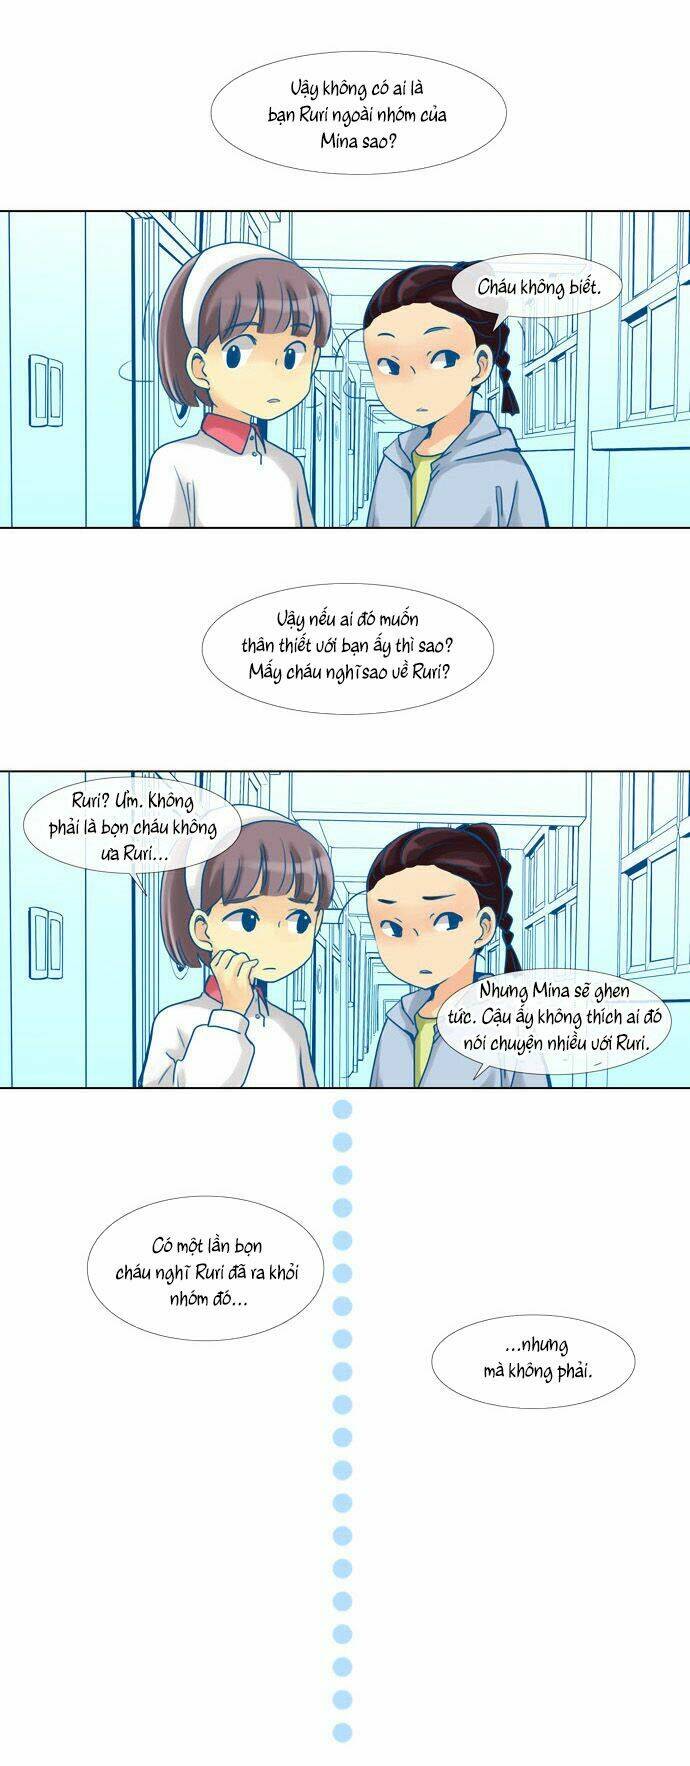 Vậy không có ai là
bạn Ruri ngoài nhóm của
Mina sao?
Cháu không biết.
Vậy nếu ai đó muốn
thân thiết với bạn ấy thì sao?
Mấy cháu nghĩ sao về Ruri?
Ruri? Ưm. Không
phải là bọn cháu không
ưa Ruri...
Nhưng Mina sẽ ghen
tức. Cậu ấy không thích ai đó
nói chuyện nhiều với Ruri.
Có một lần bọn
cháu nghĩ Ruri đã ra khỏi
nhóm đó...
...nhưng
mà không phải.